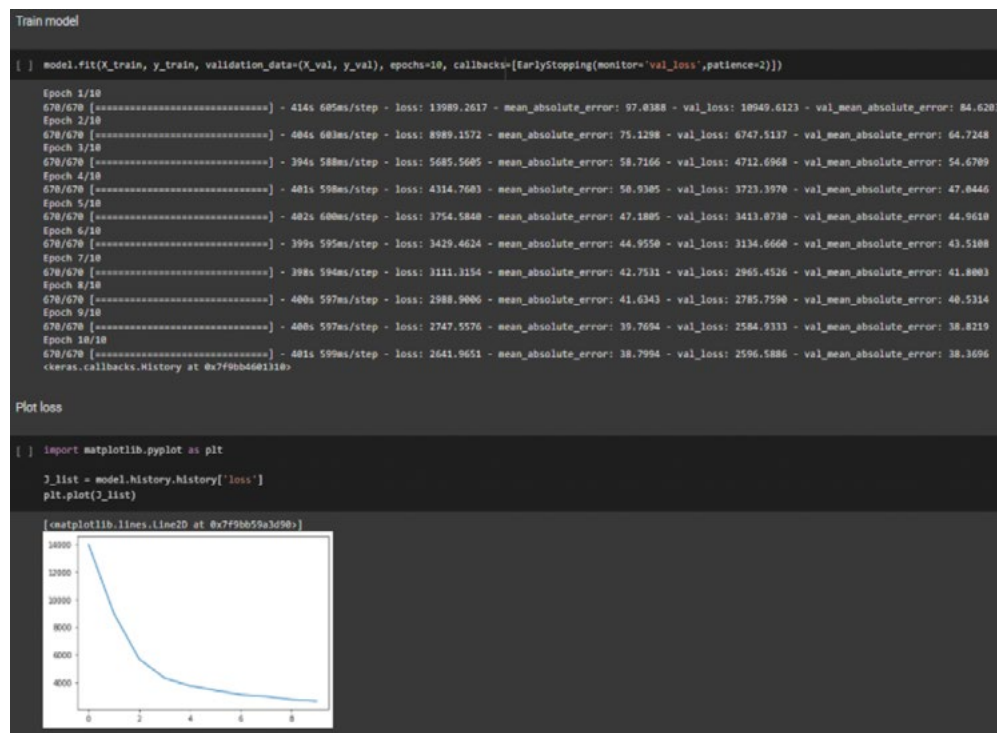 Train model
[ ] model.fit(X_train, y_train, validation_data=(X_val, y_val), epochs=10, callbacks=[EarlyStopping(monitor='val_loss',patience=2)])
Epoch 1/10
670/670 [==============================] - 414s 605ms/step - loss: 13989.2617 - mean_absolute_error: 97.0388 - val_loss: 10949.6123 - val_mean_absolute_error: 84.620
Epoch 2/10
670/670 [==============================] - 404s 603ms/step - loss: 8989.1572 - mean_absolute_error: 75.1298 - val_loss: 6747.5137 - val_mean_absolute_error: 64.7248
Epoch 3/10
670/670 [==============================] - 394s 588ms/step - loss: 5685.5605 - mean_absolute_error: 58.7166 - val_loss: 4712.6968 - val_mean_absolute_error: 54.6709
Epoch 4/10
670/670 [==============================] - 401s 598ms/step - loss: 4314.7603 - mean_absolute_error: 50.9305 - val_loss: 3723.3970 - val_mean_absolute_error: 47.0446
Epoch 5/10
670/670 [==============================] - 402s 600ms/step - loss: 3754.5840 - mean_absolute_error: 47.1805 - val_loss: 3413.0730 - val_mean_absolute_error: 44.9610
Epoch 6/10
670/670 [==============================] - 399s 595ms/step - loss: 3429.4624 - mean_absolute_error: 44.9550 - val_loss: 3134.6660 - val_mean_absolute_error: 43.5108
Epoch 7/10
670/670 [==============================] - 398s 594ms/step - loss: 3111.3154 - mean_absolute_error: 42.7531 - val_loss: 2965.4526 - val_mean_absolute_error: 41.8003
Epoch 8/10
670/670 [==============================] - 400s 597ms/step - loss: 2988.9006 - mean_absolute_error: 41.6343 - val_loss: 2785.7590 - val_mean_absolute_error: 40.5314
Epoch 9/10
670/670 [==============================] - 400s 597ms/step - loss: 2747.5576 - mean_absolute_error: 39.7694 - val_loss: 2584.9333 - val_mean_absolute_error: 38.8219
Epoch 10/10
670/670 [==============================] - 401s 599ms/step - loss: 2641.9651 - mean_absolute_error: 38.7994 - val_loss: 2596.5886 - val_mean_absolute_error: 38.3696
<keras.callbacks.History at 0x7f9bb4601310>
Plot loss
[ ] import matplotlib.pyplot as plt
J_list = model.history.history['loss']
plt.plot(J_list)
[<matplotlib.lines.Line2D at 0x7f9bb59a3d90>]
14000
12000
10000
8000
6000
4000
0 2 4 6 8